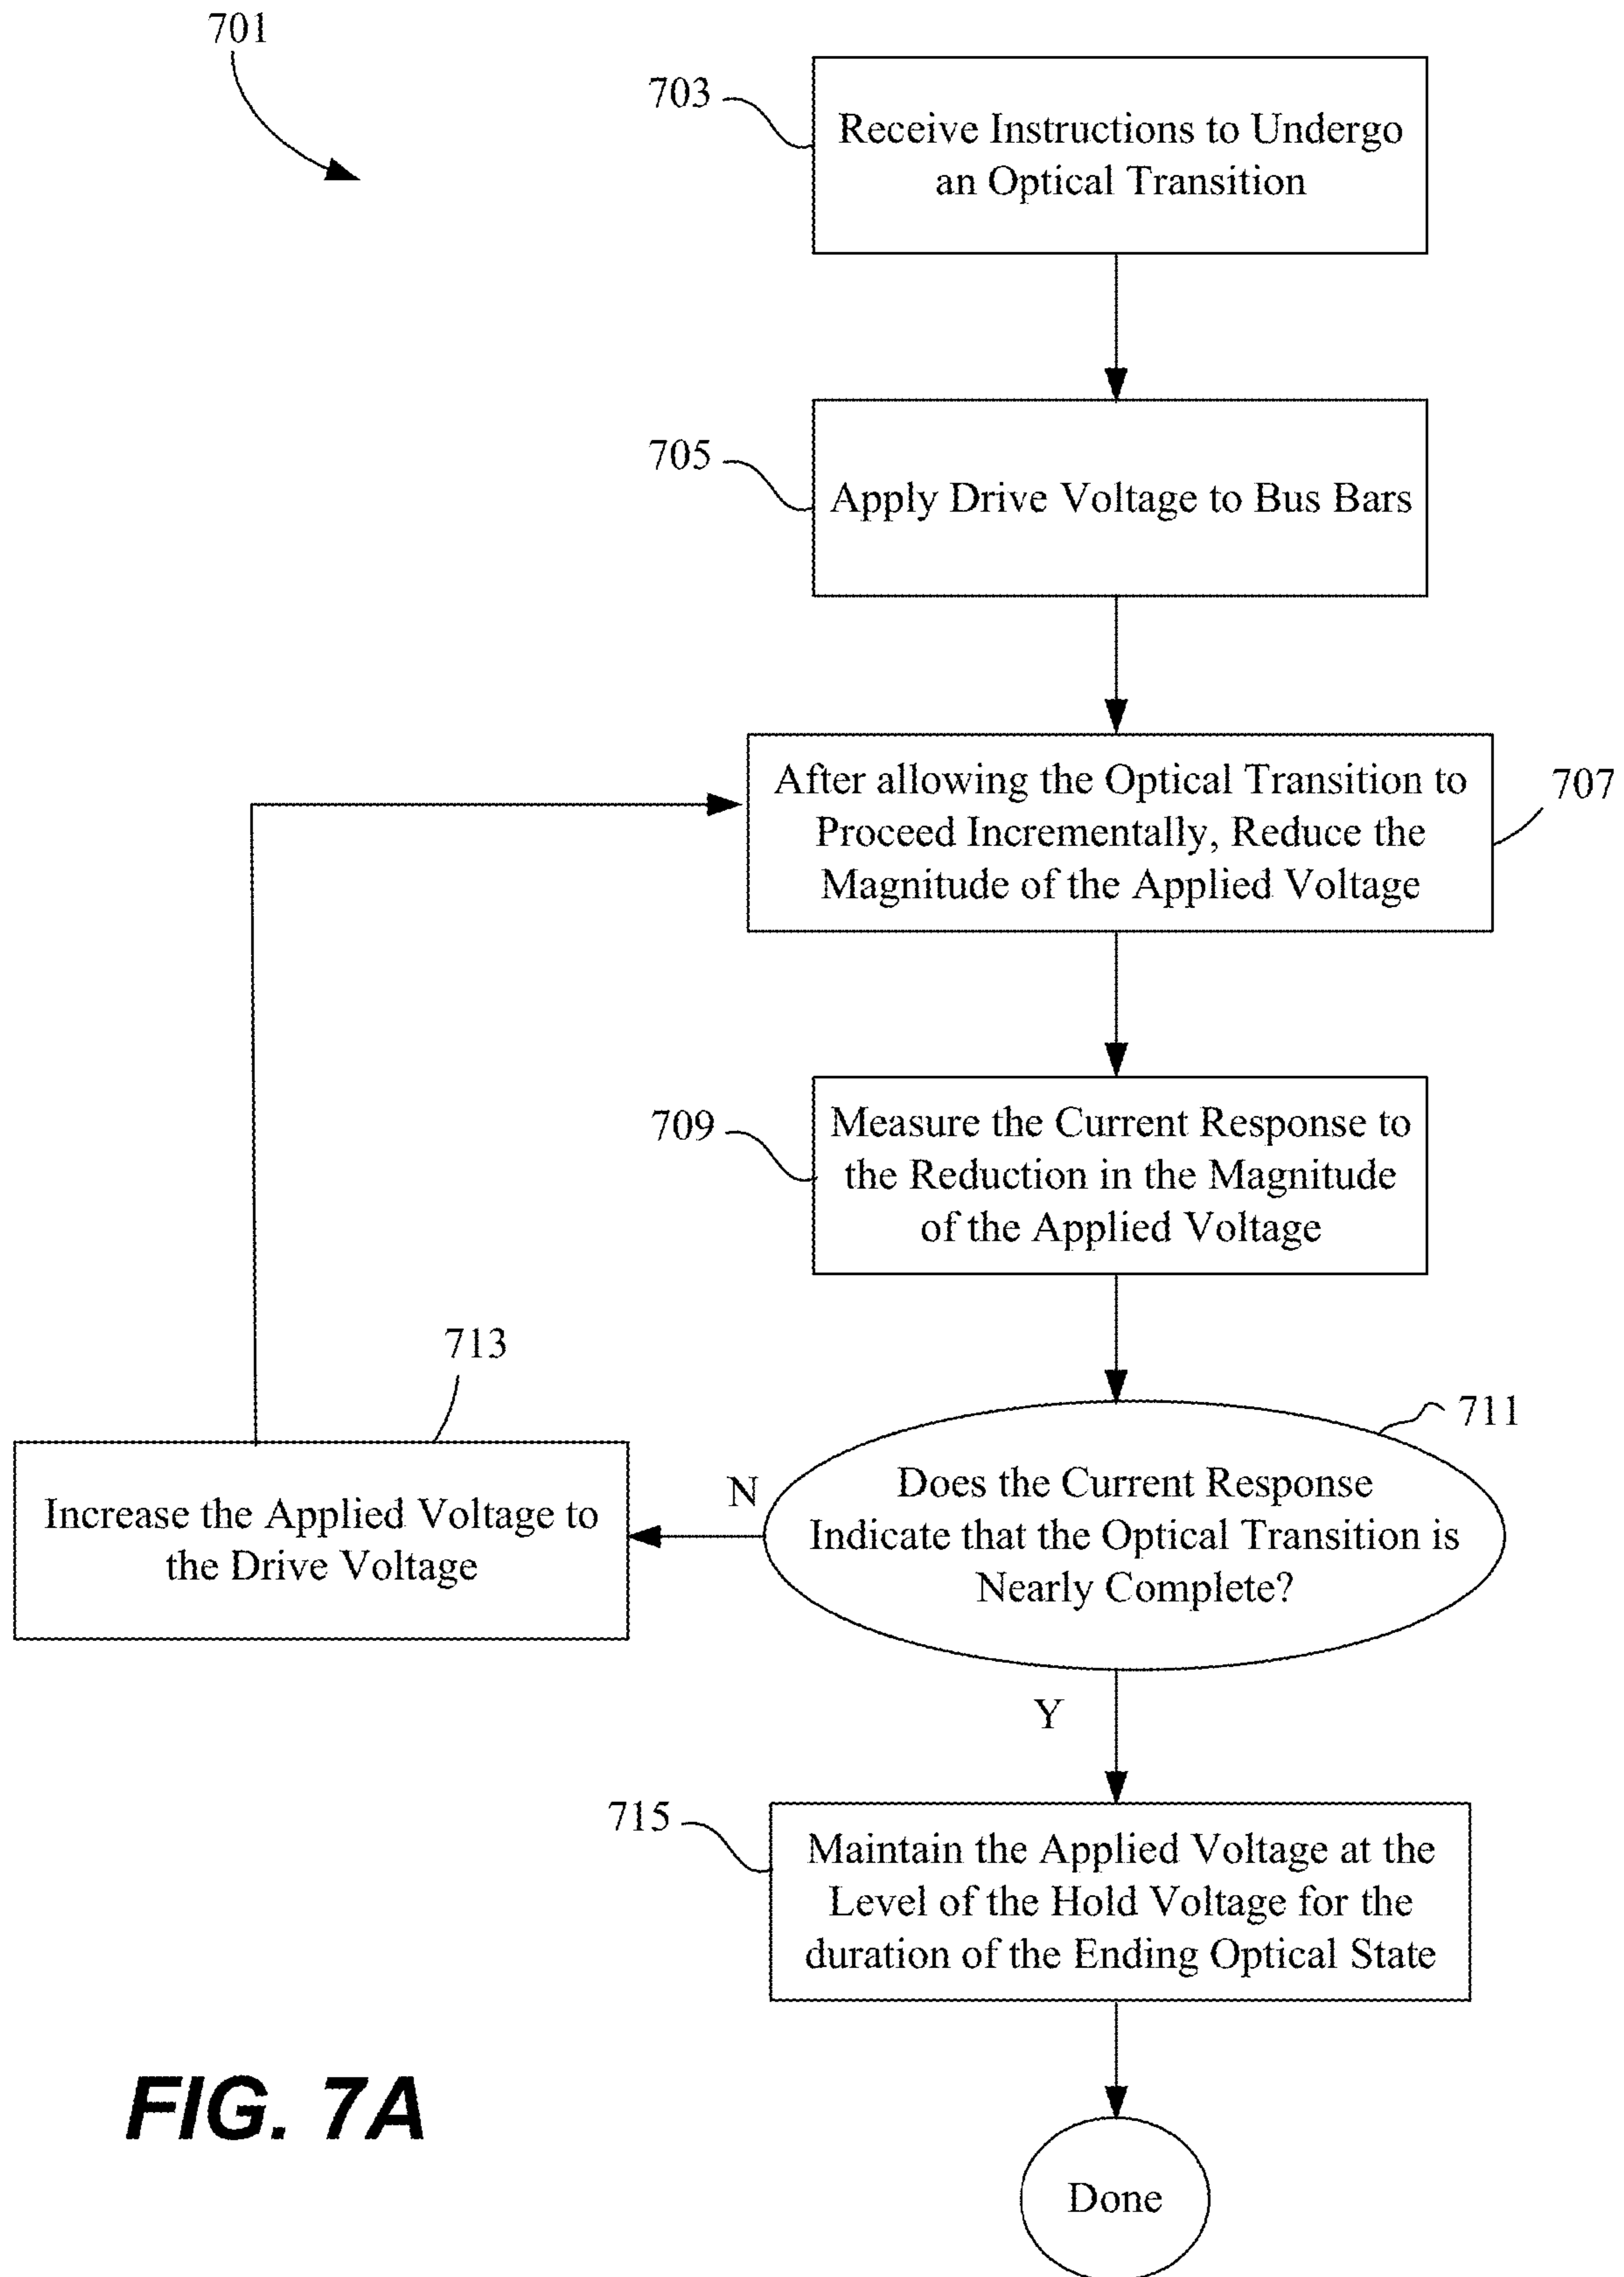 701
703
Receive Instructions to Undergo
an Optical Transition
705
Apply Drive Voltage to Bus Bars
After allowing the Optical Transition to
Proceed Incrementally, Reduce the
Magnitude of the Applied Voltage
707
709
Measure the Current Response to
the Reduction in the Magnitude
of the Applied Voltage
713
Increase the Applied Voltage to
the Drive Voltage
N
711
Does the Current Response
Indicate that the Optical Transition is
Nearly Complete?
Y
715
Maintain the Applied Voltage at the
Level of the Hold Voltage for the
duration of the Ending Optical State
Done
FIG. 7A